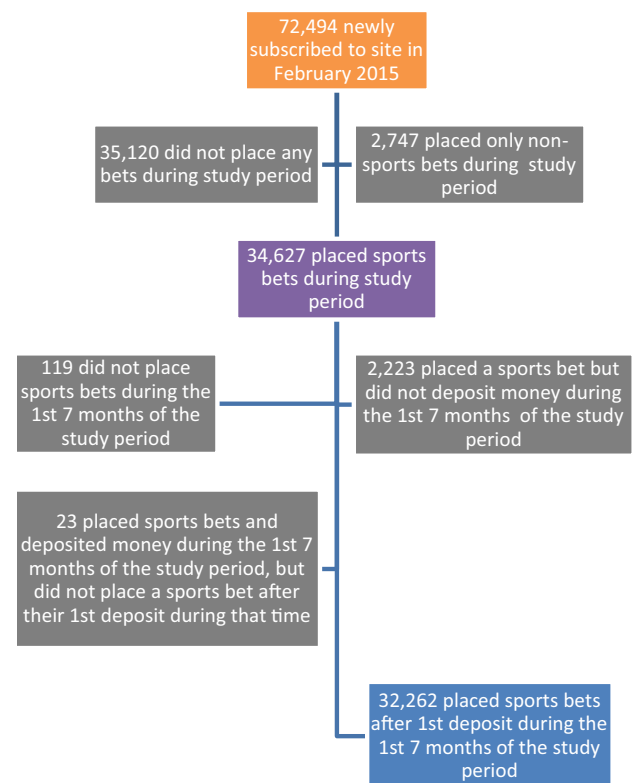 72,494 newly
subscribed to site in
February 2015
35,120 did not place any
bets during study period
2,747 placed only non-
sports bets during study
period
34,627 placed sports
bets during study
period
119 did not place
sports bets during the
1st 7 months of the
study period
2,223 placed a sports bet but
did not deposit money during
the 1st 7 months of the study
period
23 placed sports bets and
deposited money during the 1st 7
months of the study period, but
did not place a sports bet after
their 1st deposit during that time
32,262 placed sports bets
after 1st deposit during the
1st 7 months of the study
period